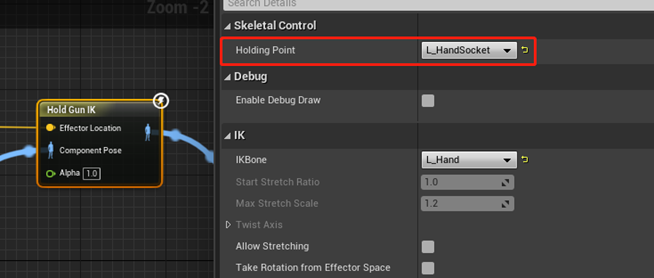 Zoom -2
Search Details
Skeletal Control
Holding Point L_HandSocket
Debug
Enable Debug Draw
Hold Gun IK
Effector Location
Component Pose
Alpha 1.0
IK
IKBone L_Hand
Start Stretch Ratio 1.0
Max Stretch Scale 1.2
Twist Axis
Allow Stretching
Take Rotation from Effector Space